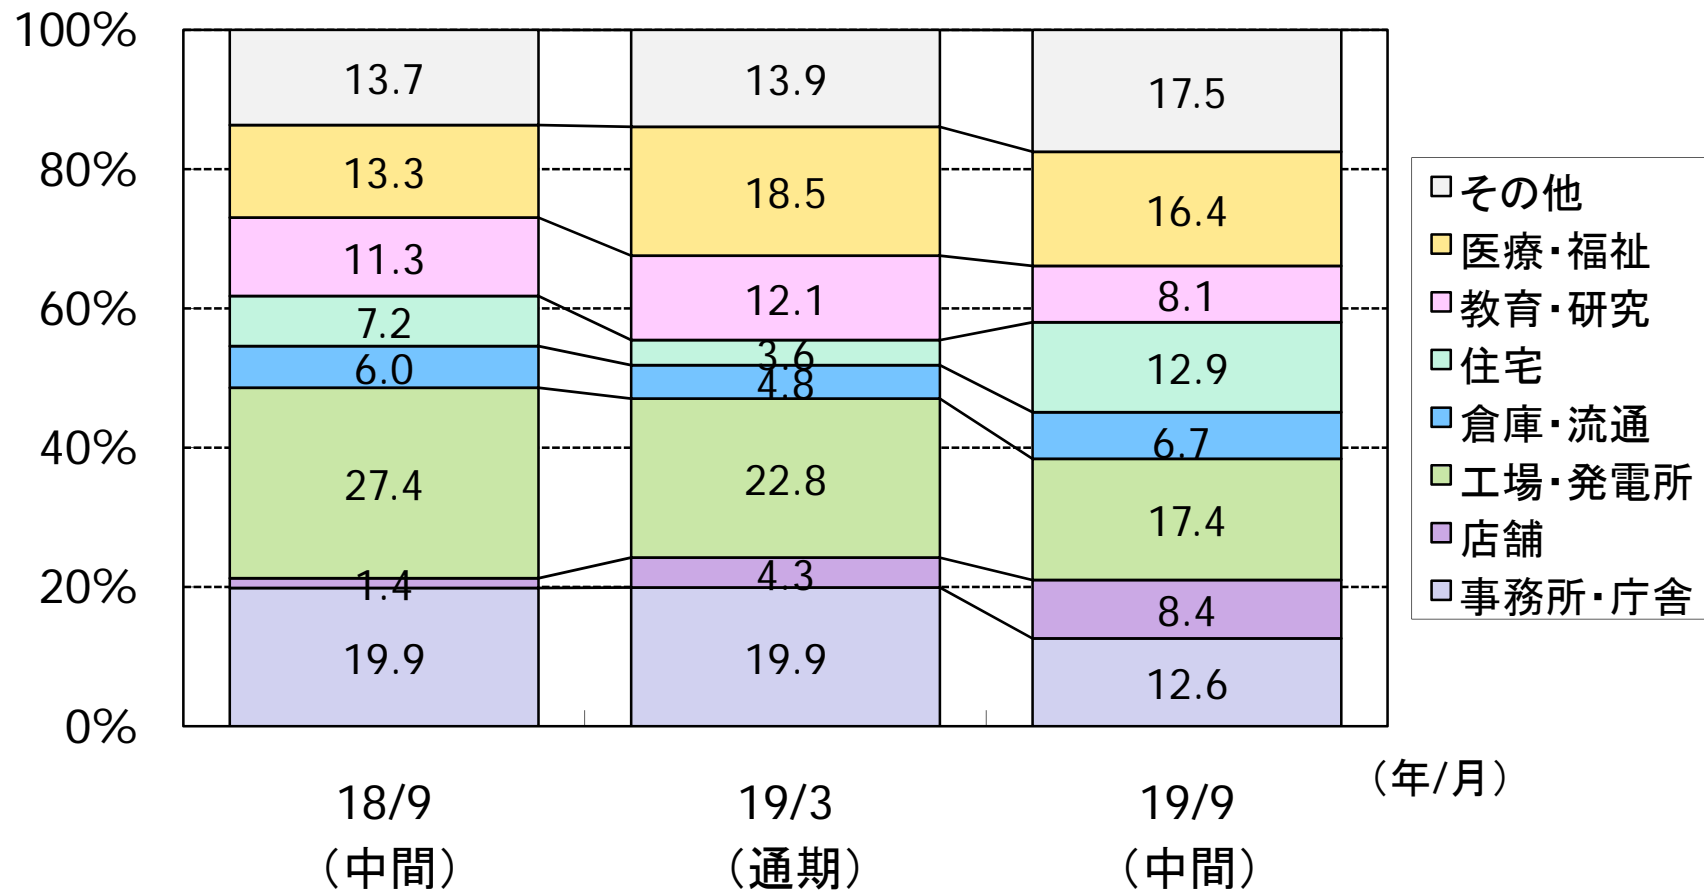 100%
80%
60%
40%
20%
0%
13.7
13.3
11.3
7.2
6.0
27.4
1.4
19.9
13.9
18.5
12.1
3.6
4.8
22.8
4.3
19.9
17.5
16.4
8.1
12.9
6.7
17.4
8.4
12.6
18/9
（中間）
19/3
（通期）
19/9
（中間）
（年/月）
その他
医療・福祉
教育・研究
住宅
倉庫・流通
工場・発電所
店舗
事務所・庁舎